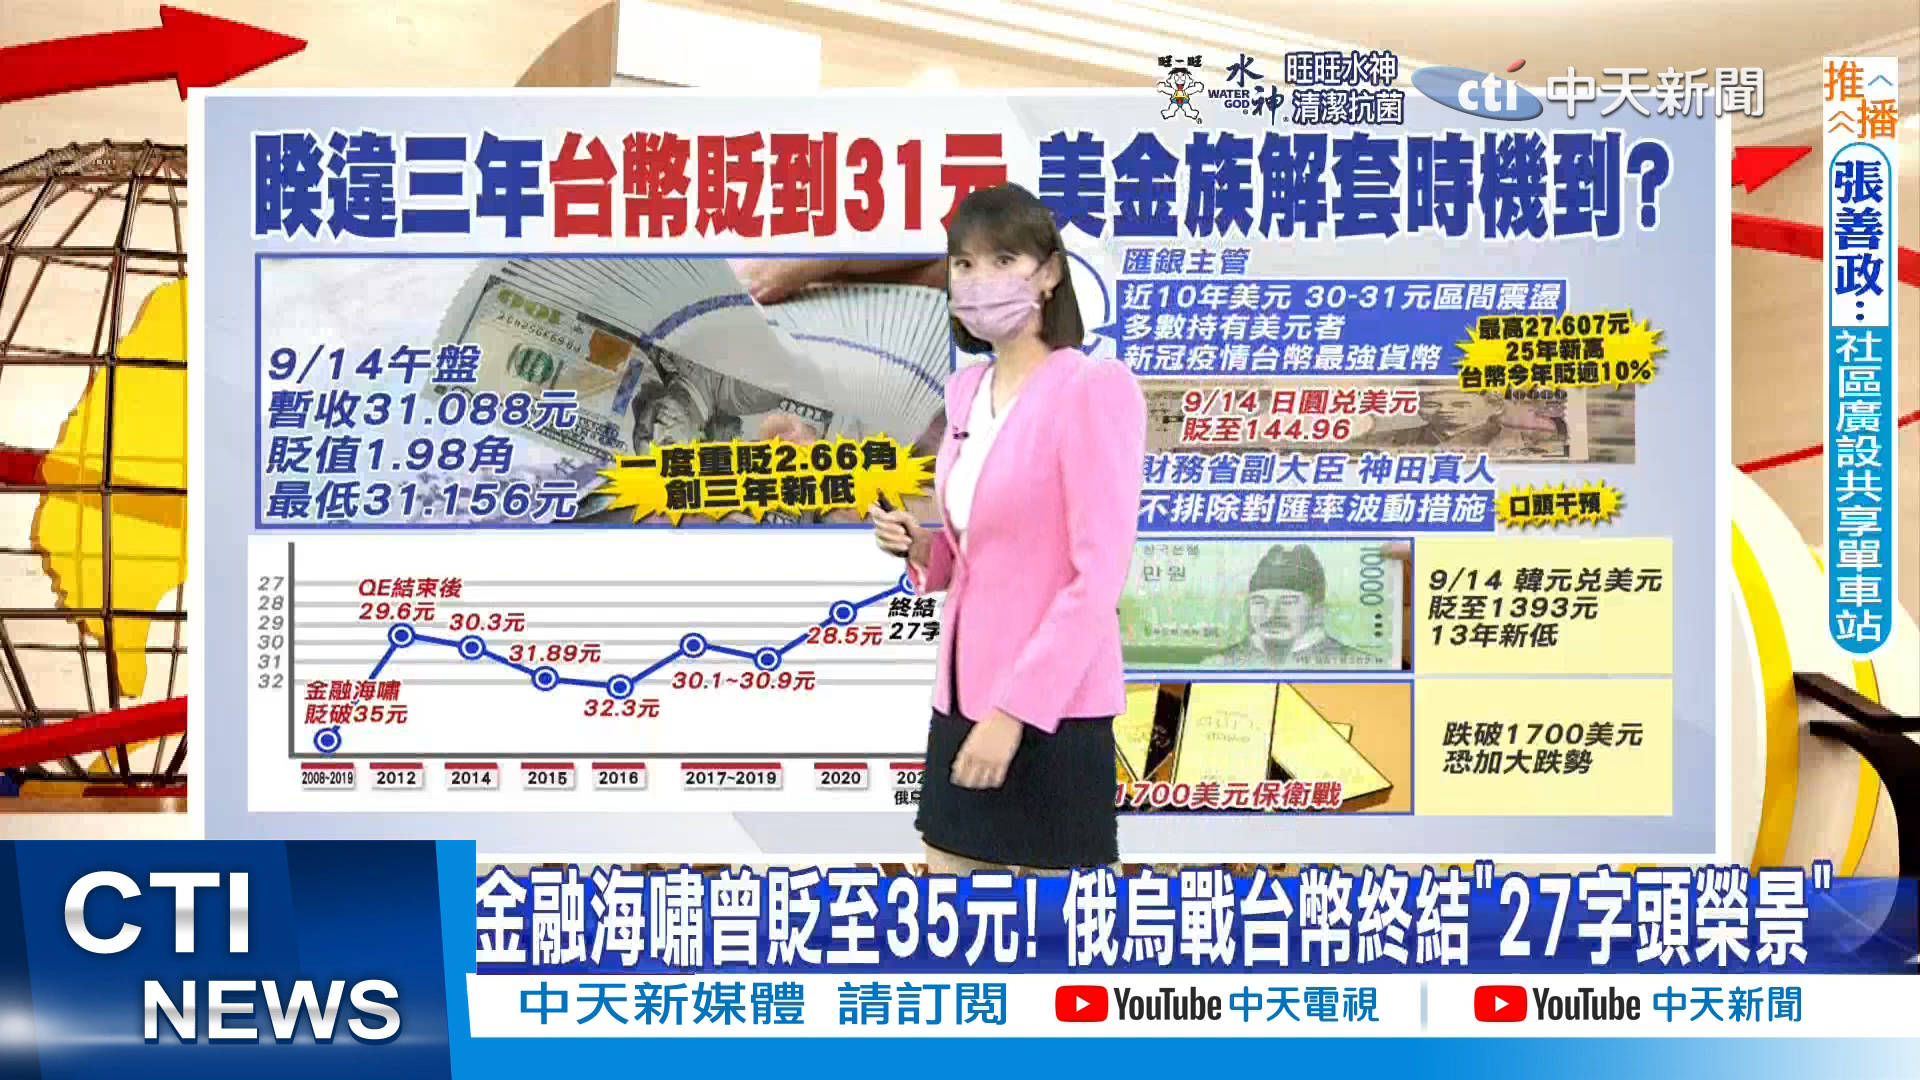 旺一旺
水神
WATER GOD
旺旺水神
清潔抗菌
cti 中天新聞
推播
張善政：社區廣設共享單車站
睽違三年台幣貶到31元 美金族解套時機到?
9/14午盤
暫收31.088元
貶值1.98角
最低31.156元
一度重貶2.66角
創三年新低
匯銀主管
近10年美元 30-31元區間震盪
多數持有美元者
新冠疫情台幣最強貨幣
最高27.607元
25年新高
台幣今年貶逾10%
9/14 日圓兌美元
貶至144.96
財務省副大臣 神田真人
不排除對匯率波動措施
口頭干預
27
28
29
30
31
32
QE結束後
29.6元
30.3元
31.89元
32.3元
30.1~30.9元
28.5元
終結
27字
金融海嘯
貶破35元
2008~2019
2012
2014
2015
2016
2017~2019
2020
만원
10000
9/14 韓元兌美元
貶至1393元
13年新低
1700美元保衛戰
跌破1700美元
恐加大跌勢
CTI NEWS
金融海嘯曾貶至35元! 俄烏戰台幣終結"27字頭榮景"
中天新媒體 請訂閱 YouTube 中天電視 | YouTube 中天新聞